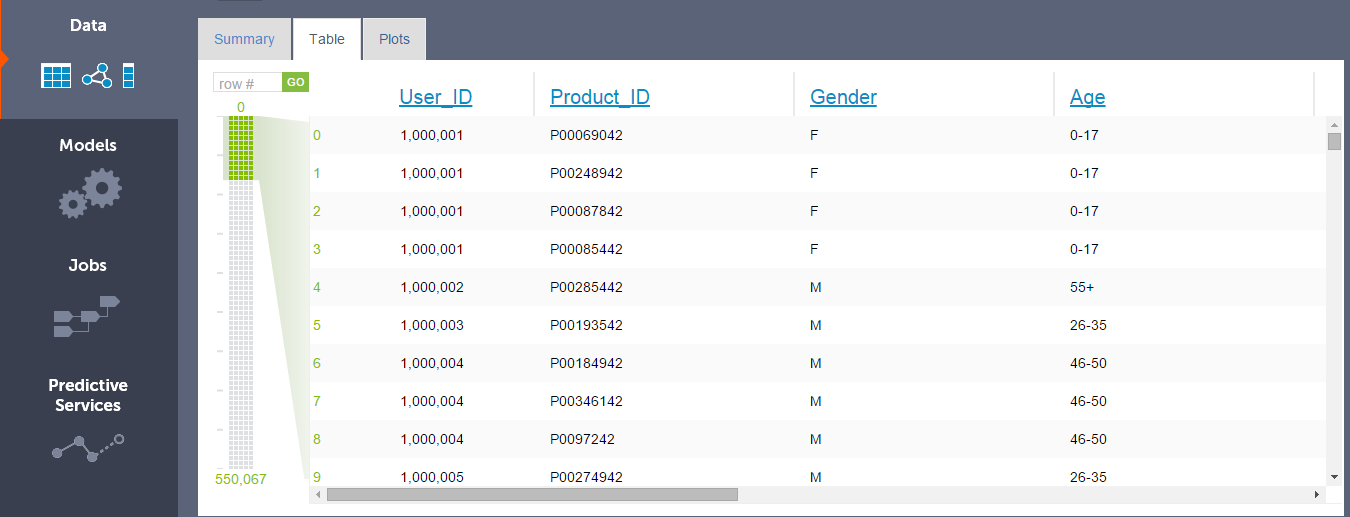 Data
Models
Jobs
Predictive
Services
Summary Table Plots
row # GO
0
550,067
User_ID Product_ID Gender Age
0 1,000,001 P00069042 F 0-17
1 1,000,001 P00248942 F 0-17
2 1,000,001 P00087842 F 0-17
3 1,000,001 P00085442 F 0-17
4 1,000,002 P00285442 M 55+
5 1,000,003 P00193542 M 26-35
6 1,000,004 P00184942 M 46-50
7 1,000,004 P00346142 M 46-50
8 1,000,004 P0097242 M 46-50
9 1,000,005 P00274942 M 26-35